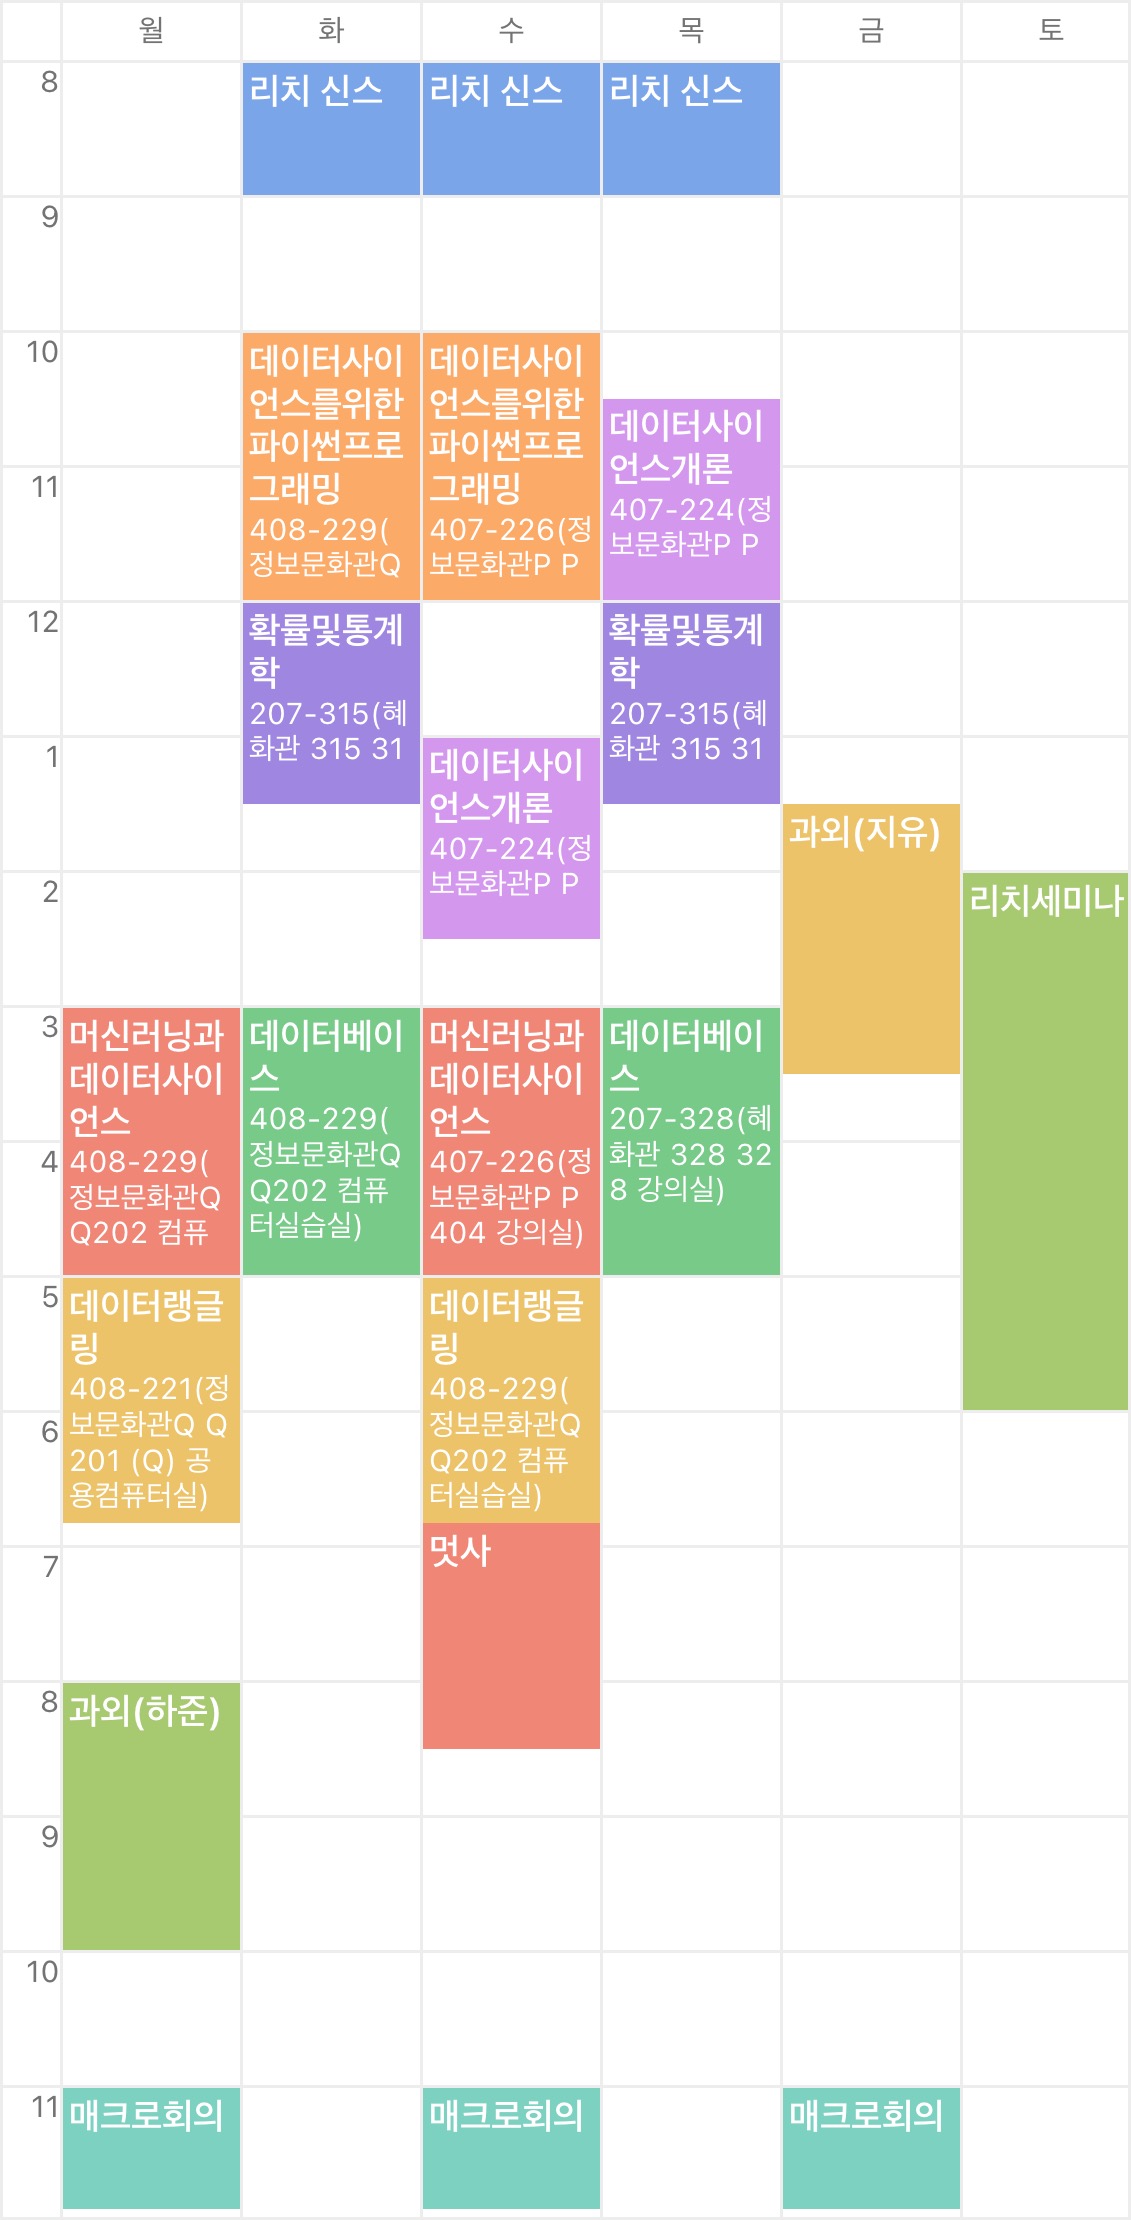 월 화 수 목 금 토
8
리치 신스
리치 신스
리치 신스
9
10
데이터사이
언스를위한
파이썬프로
그래밍
408-229(
정보문화관Q
데이터사이
언스를위한
파이썬프로
그래밍
407-226(정
보문화관P P
데이터사이
언스개론
407-224(정
보문화관P P
11
12
확률및통계
학
207-315(혜
화관 315 31
확률및통계
학
207-315(혜
화관 315 31
1
데이터사이
언스개론
407-224(정
보문화관P P
과외(지유)
2
리치세미나
3
머신러닝과
데이터사이
언스
408-229(
정보문화관Q
Q202 컴퓨
데이터베이
스
408-229(
정보문화관Q
Q202 컴퓨
터실습실)
머신러닝과
데이터사이
언스
407-226(정
보문화관P P
404 강의실)
데이터베이
스
207-328(혜
화관 328 32
8 강의실)
4
5
데이터랭글
링
408-221(정
보문화관Q Q
201 (Q) 공
용컴퓨터실)
데이터랭글
링
408-229(
정보문화관Q
Q202 컴퓨
터실습실)
6
멋사
7
8
과외(하준)
9
10
11
매크로회의
매크로회의
매크로회의